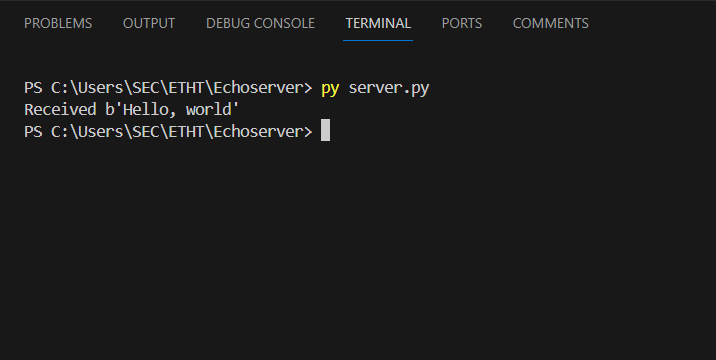 PROBLEMS OUTPUT DEBUG CONSOLE TERMINAL PORTS COMMENTS
PS C:\Users\SEC\ETHT\Echoserver> py server.py
Received b'Hello, world'
PS C:\Users\SEC\ETHT\Echoserver>